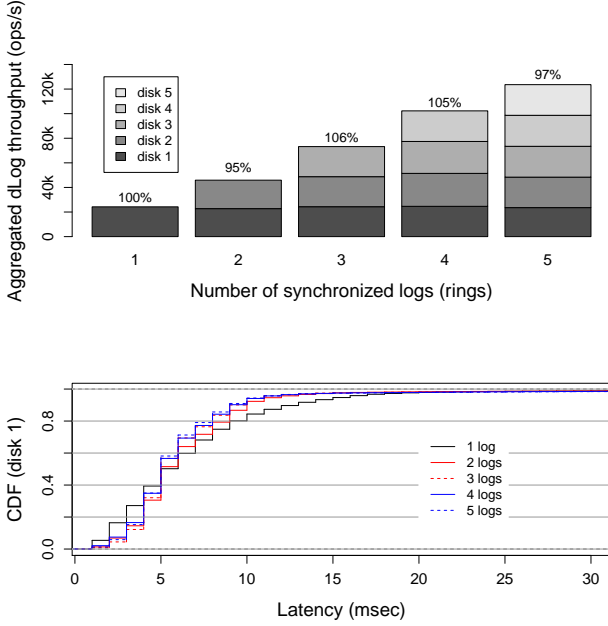 Aggregated dLog throughput (ops/s)
0
40k
80k
120k
disk 5
disk 4
disk 3
disk 2
disk 1
100%
95%
106%
105%
97%
1 2 3 4 5
Number of synchronized logs (rings)
CDF (disk 1)
0.0
0.4
0.8
1 log
2 logs
3 logs
4 logs
5 logs
0 5 10 15 20 25 30
Latency (msec)